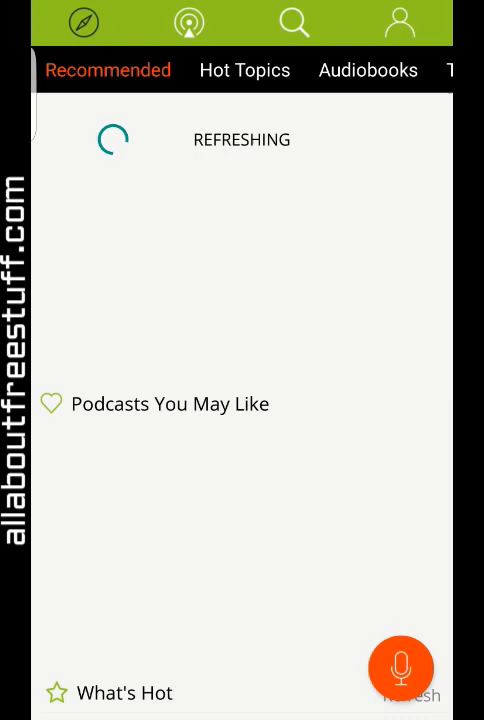 Recommended Hot Topics Audiobooks
REFRESHING
Podcasts You May Like
What's Hot
allaboutfreestuff.com